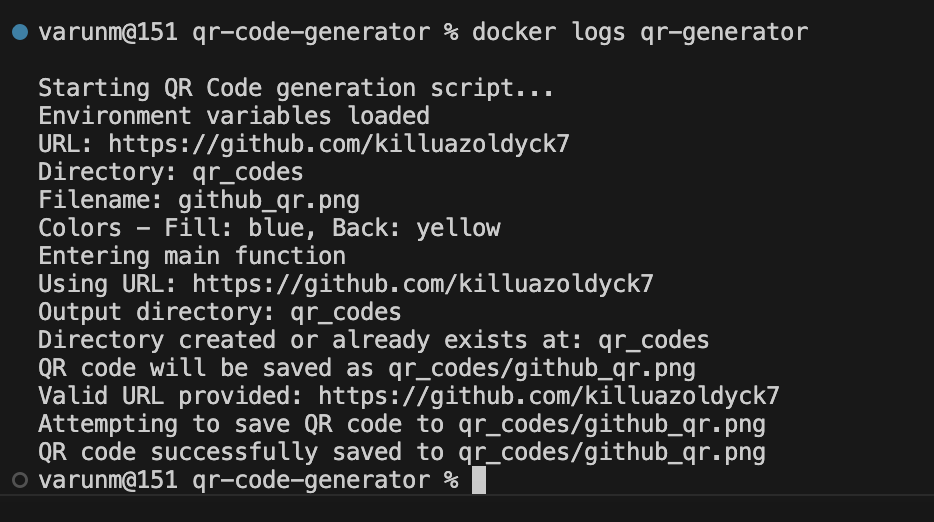 varunm@151 qr-code-generator % docker logs qr-generator
Starting QR Code generation script...
Environment variables loaded
URL: https://github.com/killuazoldyck7
Directory: qr_codes
Filename: github_qr.png
Colors – Fill: blue, Back: yellow
Entering main function
Using URL: https://github.com/killuazoldyck7
Output directory: qr_codes
Directory created or already exists at: qr_codes
QR code will be saved as qr_codes/github_qr.png
Valid URL provided: https://github.com/killuazoldyck7
Attempting to save QR code to qr_codes/github_qr.png
QR code successfully saved to qr_codes/github_qr.png
varunm@151 qr-code-generator %